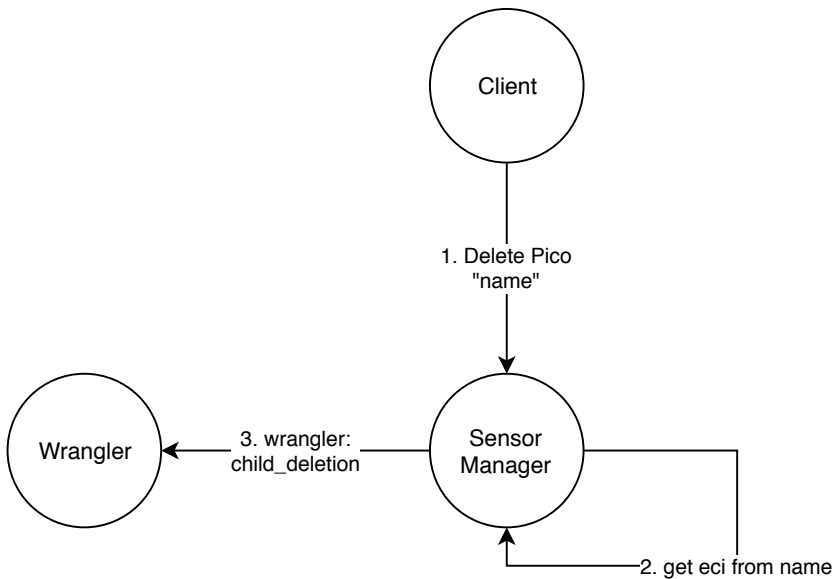 Client
1. Delete Pico
"name"
Wrangler
3. wrangler:
child_deletion
Sensor
Manager
2. get eci from name